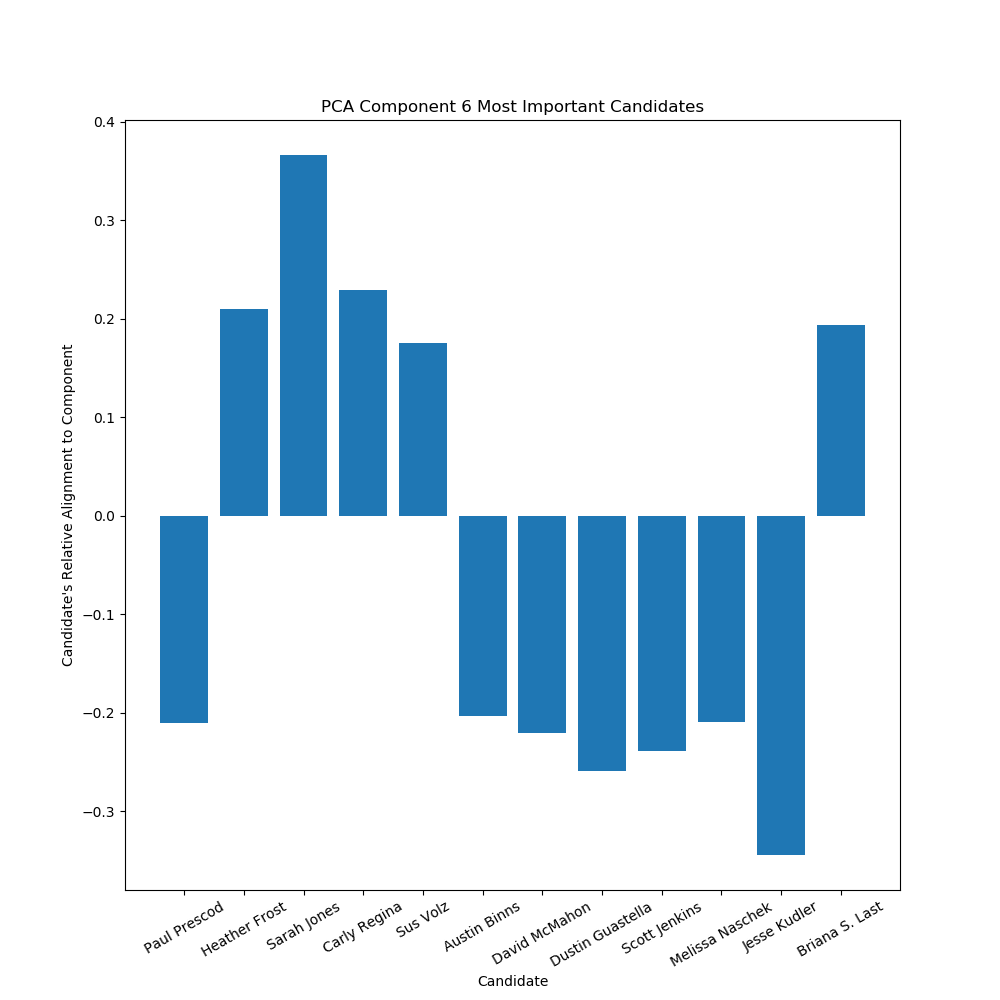 PCA Component 6 Most Important Candidates
Candidate's Relative Alignment to Component
0.4
0.3
0.2
0.1
0.0
−0.1
−0.2
−0.3
Paul Prescod
Heather Frost
Sarah Jones
Carly Regina
Sus Volz
Austin Binns
David McMahon
Dustin Guastella
Scott Jenkins
Melissa Naschek
Jesse Kudler
Briana S. Last
Candidate